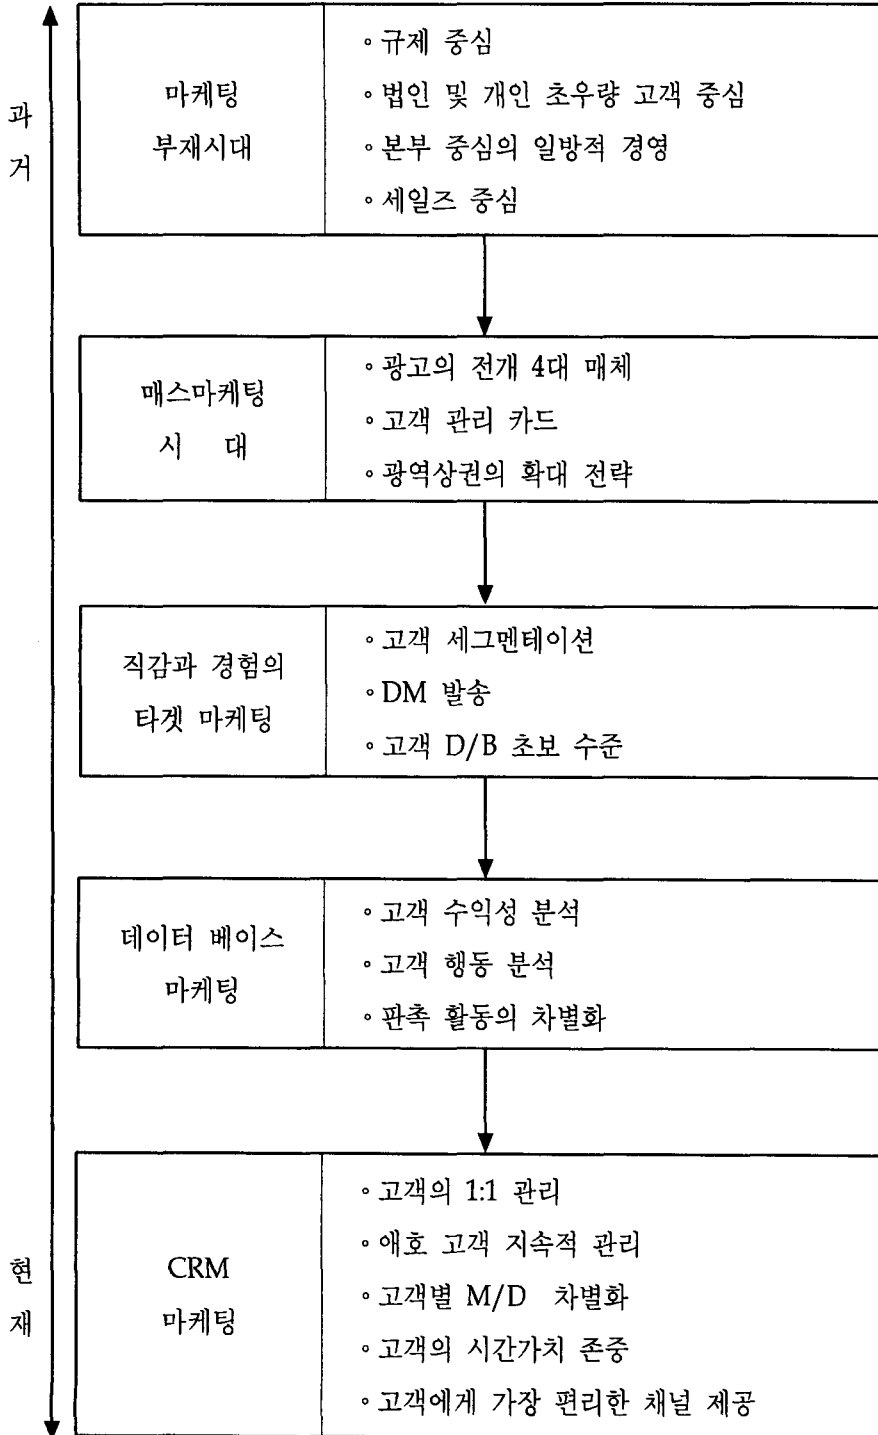 과
거
마케팅
부재시대
◦규제 중심
◦법인 및 개인 초우량 고객 중심
◦본부 중심의 일방적 경영
◦세일즈 중심
매스마케팅
시 대
◦광고의 전개 4대 매체
◦고객 관리 카드
◦광역상권의 확대 전략
직감과 경험의
타겟 마케팅
◦고객 세그멘테이션
◦DM 발송
◦고객 D/B 초보 수준
데이터 베이스
마케팅
◦고객 수익성 분석
◦고객 행동 분석
◦판촉 활동의 차별화
현
재
CRM
마케팅
◦고객의 1:1 관리
◦애호 고객 지속적 관리
◦고객별 M/D 차별화
◦고객의 시간가치 존중
◦고객에게 가장 편리한 채널 제공